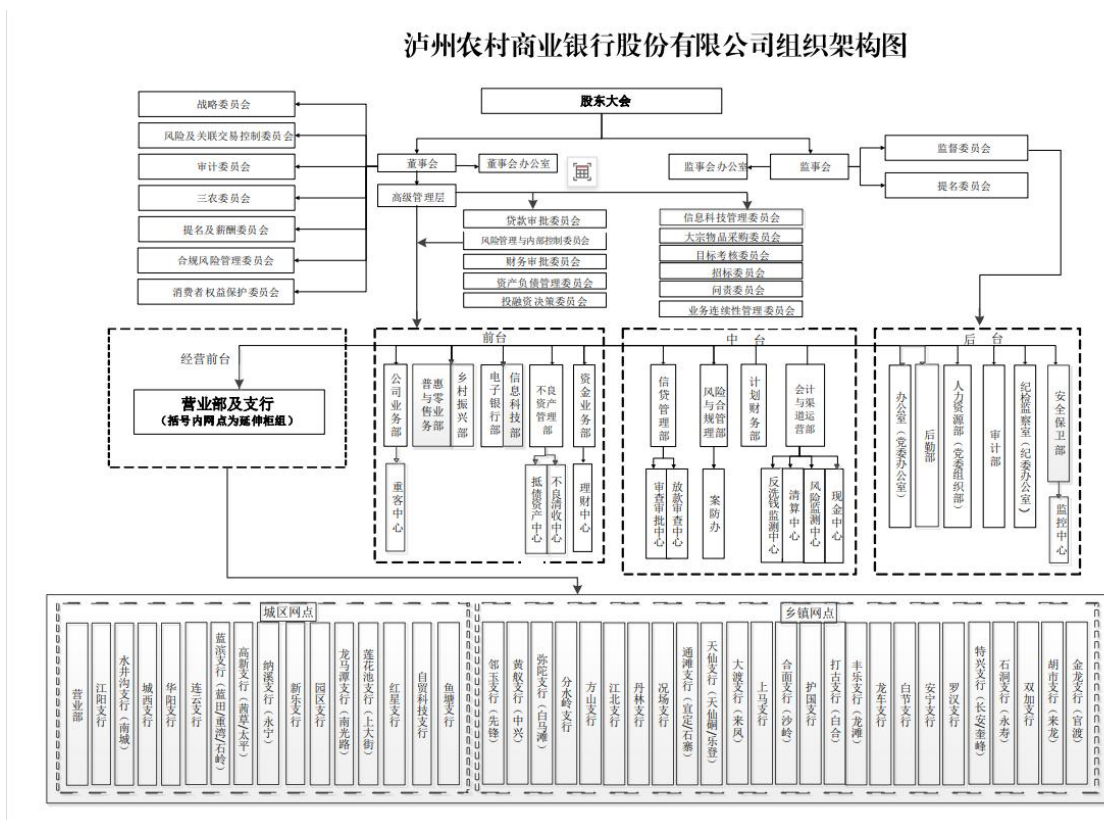 泸州农村商业银行股份有限公司组织架构图
股东大会
战略委员会
风险及关联交易控制委员会
审计委员会
三农委员会
提名及薪酬委员会
合规风险管理委员会
消费者权益保护委员会
董事会
董事会办公室
监事会办公室
监事会
监督委员会
提名委员会
高级管理层
贷款审批委员会
风险管理与内部控制委员会
财务审批委员会
资产负债管理委员会
投融资决策委员会
信息科技管理委员会
大宗物品采购委员会
目标考核委员会
招标委员会
问责委员会
业务连续性管理委员会
经营前台
营业部及支行
（括号内网点为延伸柜组）
前台
公司业务部
普惠与零售业务部
乡村振兴部
电子银行部
信息科技部
不良资产管理部
资金业务部
重客中心
抵债资产中心
不良清收中心
理财中心
中台
信贷管理部
风险与合规管理部
计划财务部
会计与渠道运营部
审查审批中心
放款审查中心
案防办
反洗钱监测中心
清算中心
风险监测中心
现金中心
后台
办公室（党委办公室）
后勤部
人力资源部（党委组织部）
审计部
纪检监察室（纪委办公室）
安全保卫部
监控中心
城区网点
营业部
江阳支行
水井沟支行（南城）
城西支行
华阳支行
连云支行
蓝滨支行（蓝田/重湾/石岭）
高新支行（茜草/太平）
纳溪支行（永宁）
新乐支行
园区支行
龙马潭支行（南光路）
莲花池支行（上大街）
红星支行
自贸科技支行
鱼塘支行
乡镇网点
邻玉支行（先锋）
黄舣支行（中兴）
弥陀支行（白马滩）
分水岭支行
方山支行
江北支行
丹林支行
况场支行
通滩支行（宜定/石寨）
天仙支行（天仙硐/乐登）
大渡支行（来凤）
上马支行
合面支行（沙岭）
护国支行
打古支行（白合）
丰乐支行（龙滩）
龙车支行
白节支行
安宁支行
罗汉支行
特兴支行（长安/奎峰）
石洞支行（永寿）
双加支行
胡市支行（来龙）
金龙支行（官渡）